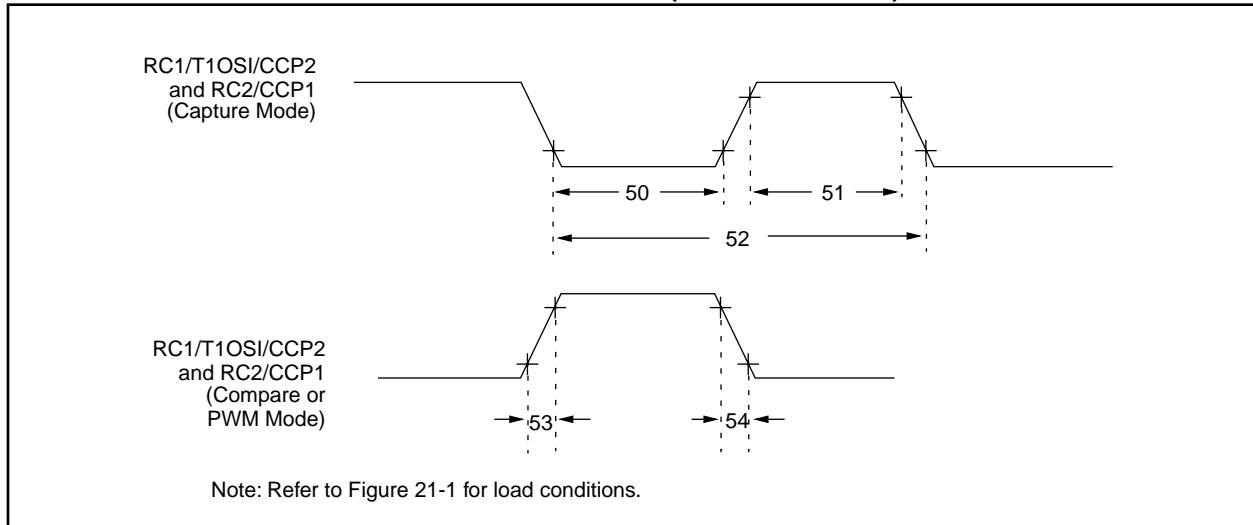 RC1/T1OSI/CCP2
and RC2/CCP1
(Capture Mode)
50
51
52
RC1/T1OSI/CCP2
and RC2/CCP1
(Compare or
PWM Mode)
53
54
Note: Refer to Figure 21-1 for load conditions.